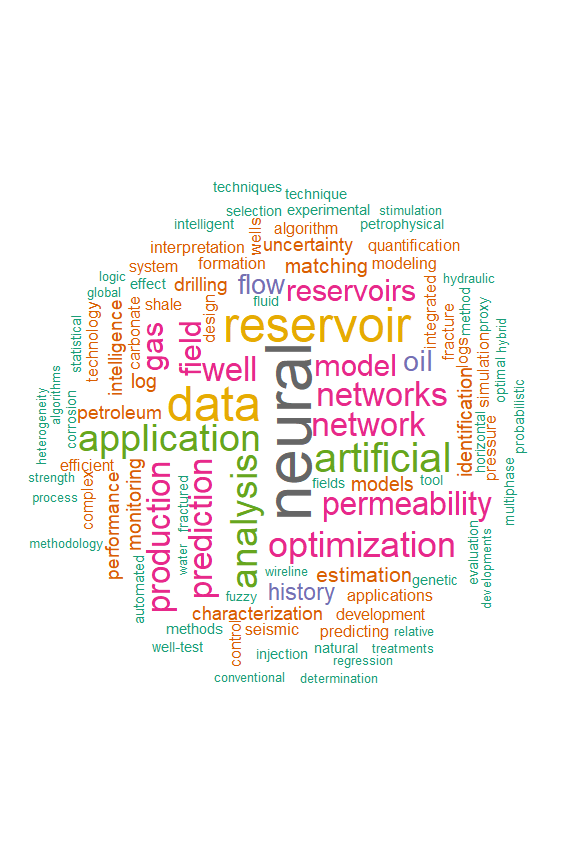 techniques
technique
selection
experimental
stimulation
intelligent
wells
algorithm
petrophysical
interpretation
uncertainty
quantification
system
formation
matching
modeling
logic
effect
drilling
flow
reservoirs
integrated
hydraulic
global
carbonate
shale
design
fluid
fracture
method
proxy
statistical
technology
intelligence
gas
field
reservoir
logs
simulation
hybrid
log
well
neural
model
oil
optimal
heterogeneity
algorithms
corrosion
petroleum
data
networks
identification
horizontal
pressure
probabilistic
application
network
efficient
analysis
artificial
strength
process
complex
performance
monitoring
production
fractured
prediction
fields
models
tool
multiphase
permeability
methodology
automated
water
optimization
evaluation
developments
wireline
estimation
genetic
fuzzy
history
applications
characterization
development
methods
control
seismic
predicting
relative
well-test
injection
natural
treatments
regression
conventional
determination